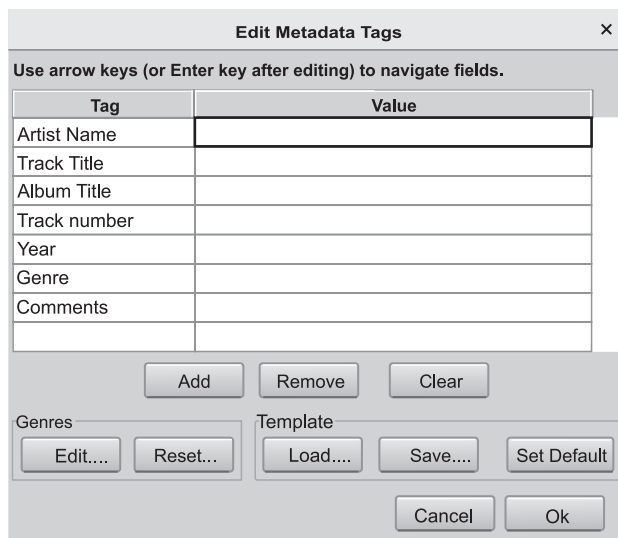 Edit Metadata Tags ×
Use arrow keys (or Enter key after editing) to navigate fields.
Tag Value
Artist Name
Track Title
Album Title
Track number
Year
Genre
Comments
Add Remove Clear
Genres Template
Edit.... Reset... Load.... Save.... Set Default
Cancel Ok